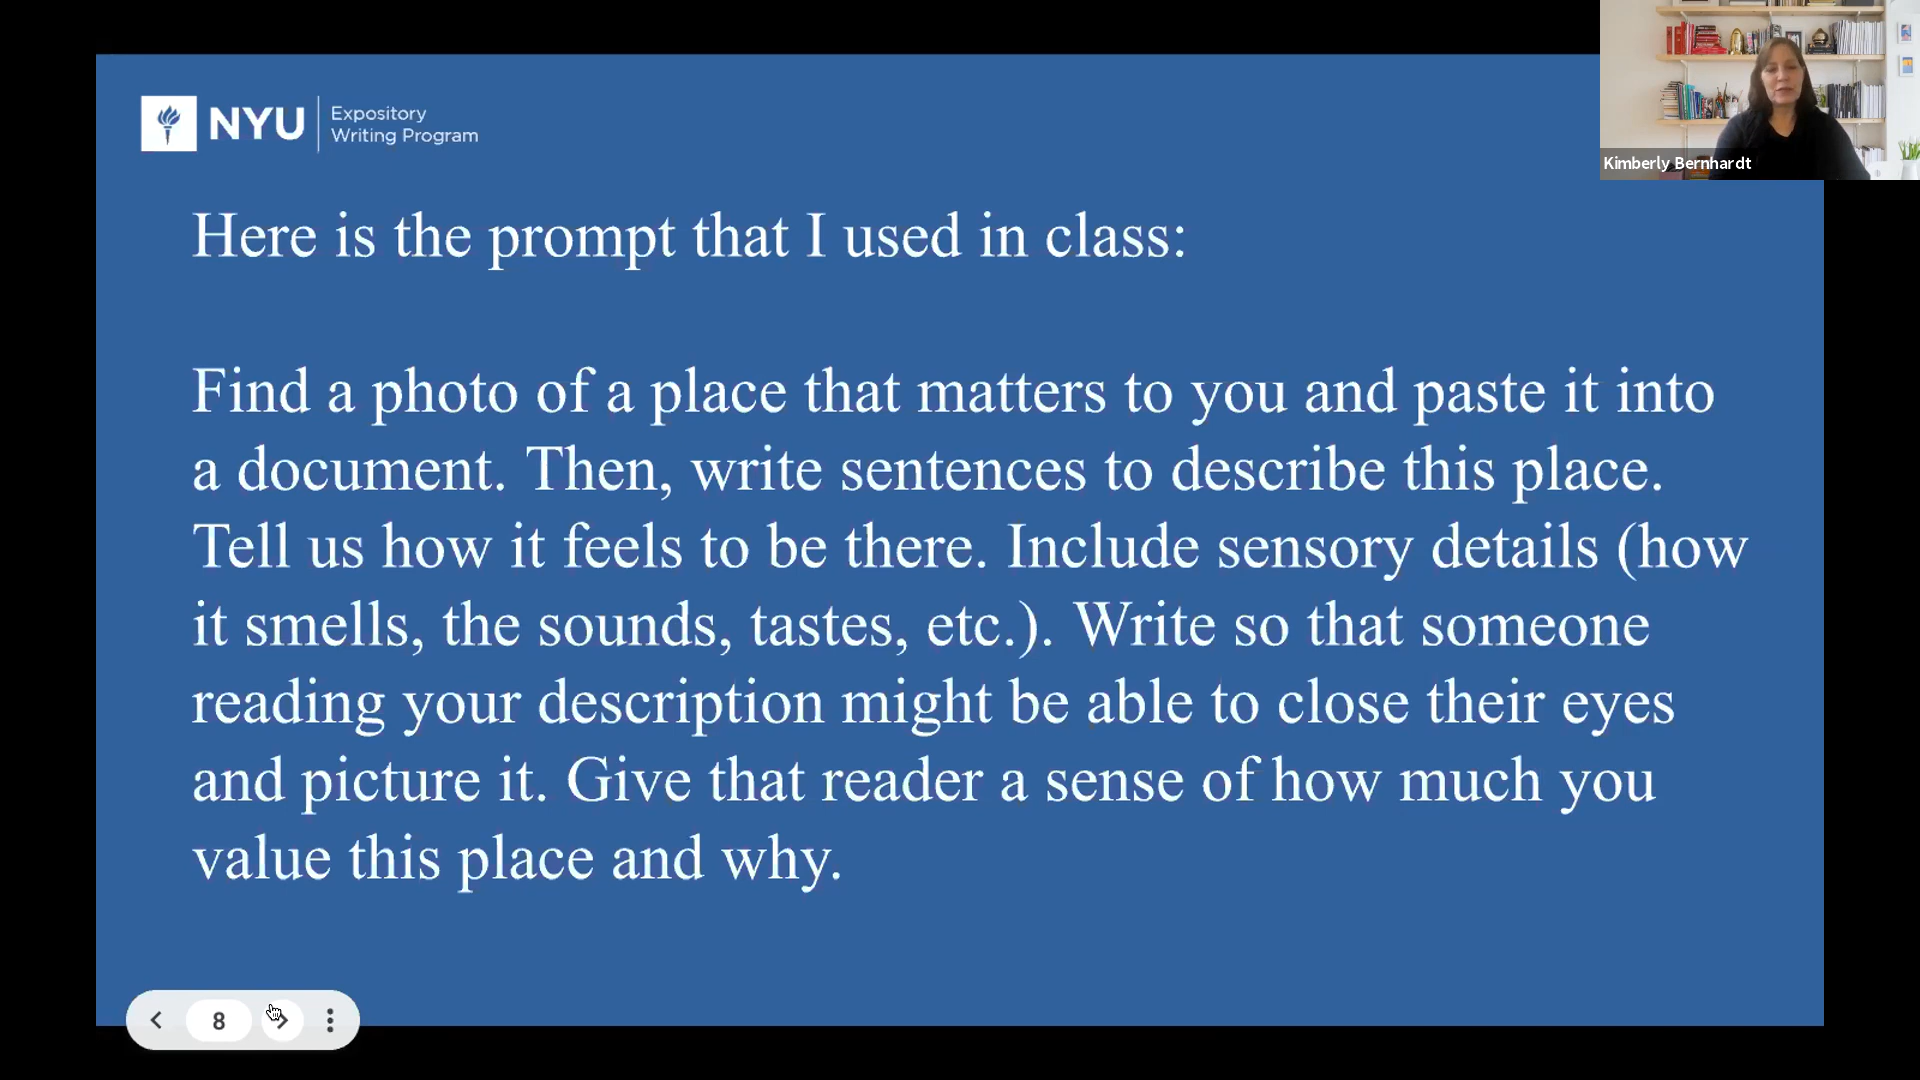 NYU
Expository
Writing Program
Kimberly Bernhardt
Here is the prompt that I used in class:
Find a photo of a place that matters to you and paste it into
a document. Then, write sentences to describe this place.
Tell us how it feels to be there. Include sensory details (how
it smells, the sounds, tastes, etc.). Write so that someone
reading your description might be able to close their eyes
and picture it. Give that reader a sense of how much you
value this place and why.
8